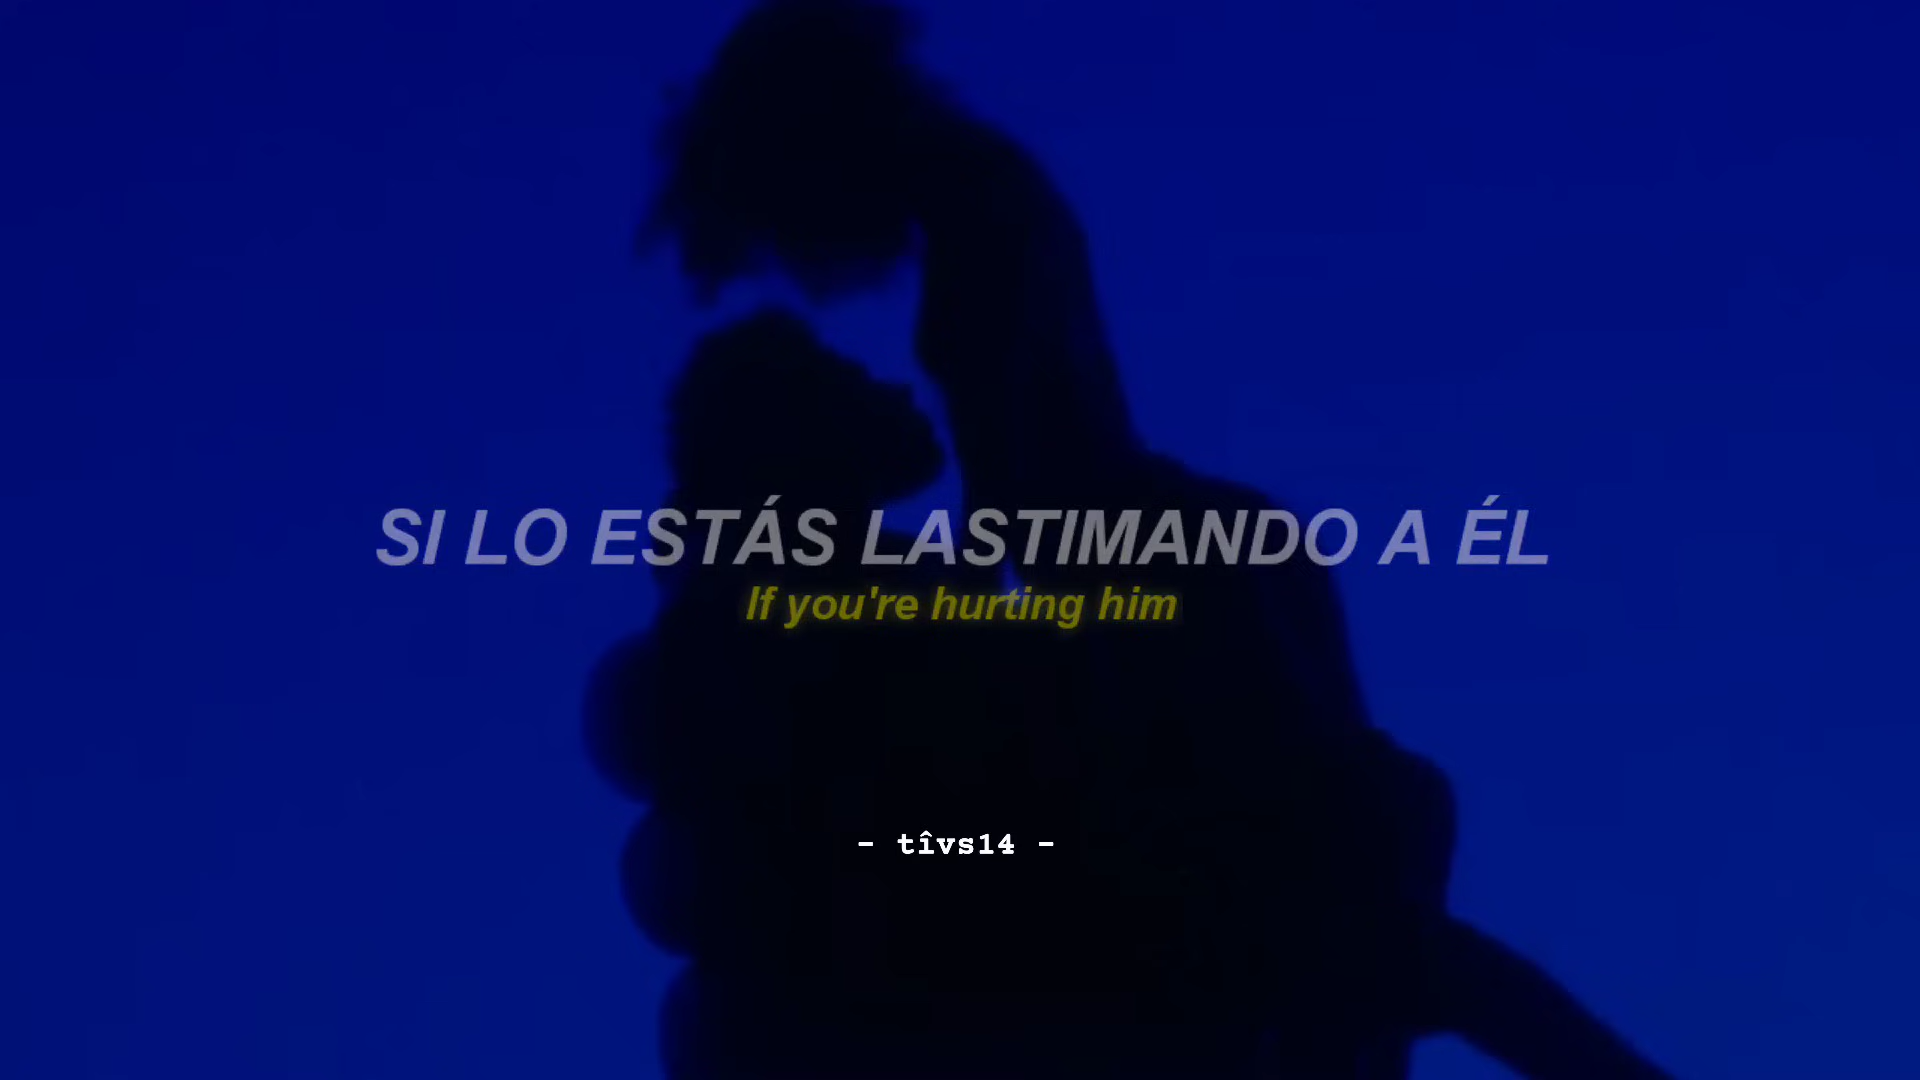 SI LO ESTÁS LASTIMANDO A ÉL
If you're hurting him
- tîvs14 -